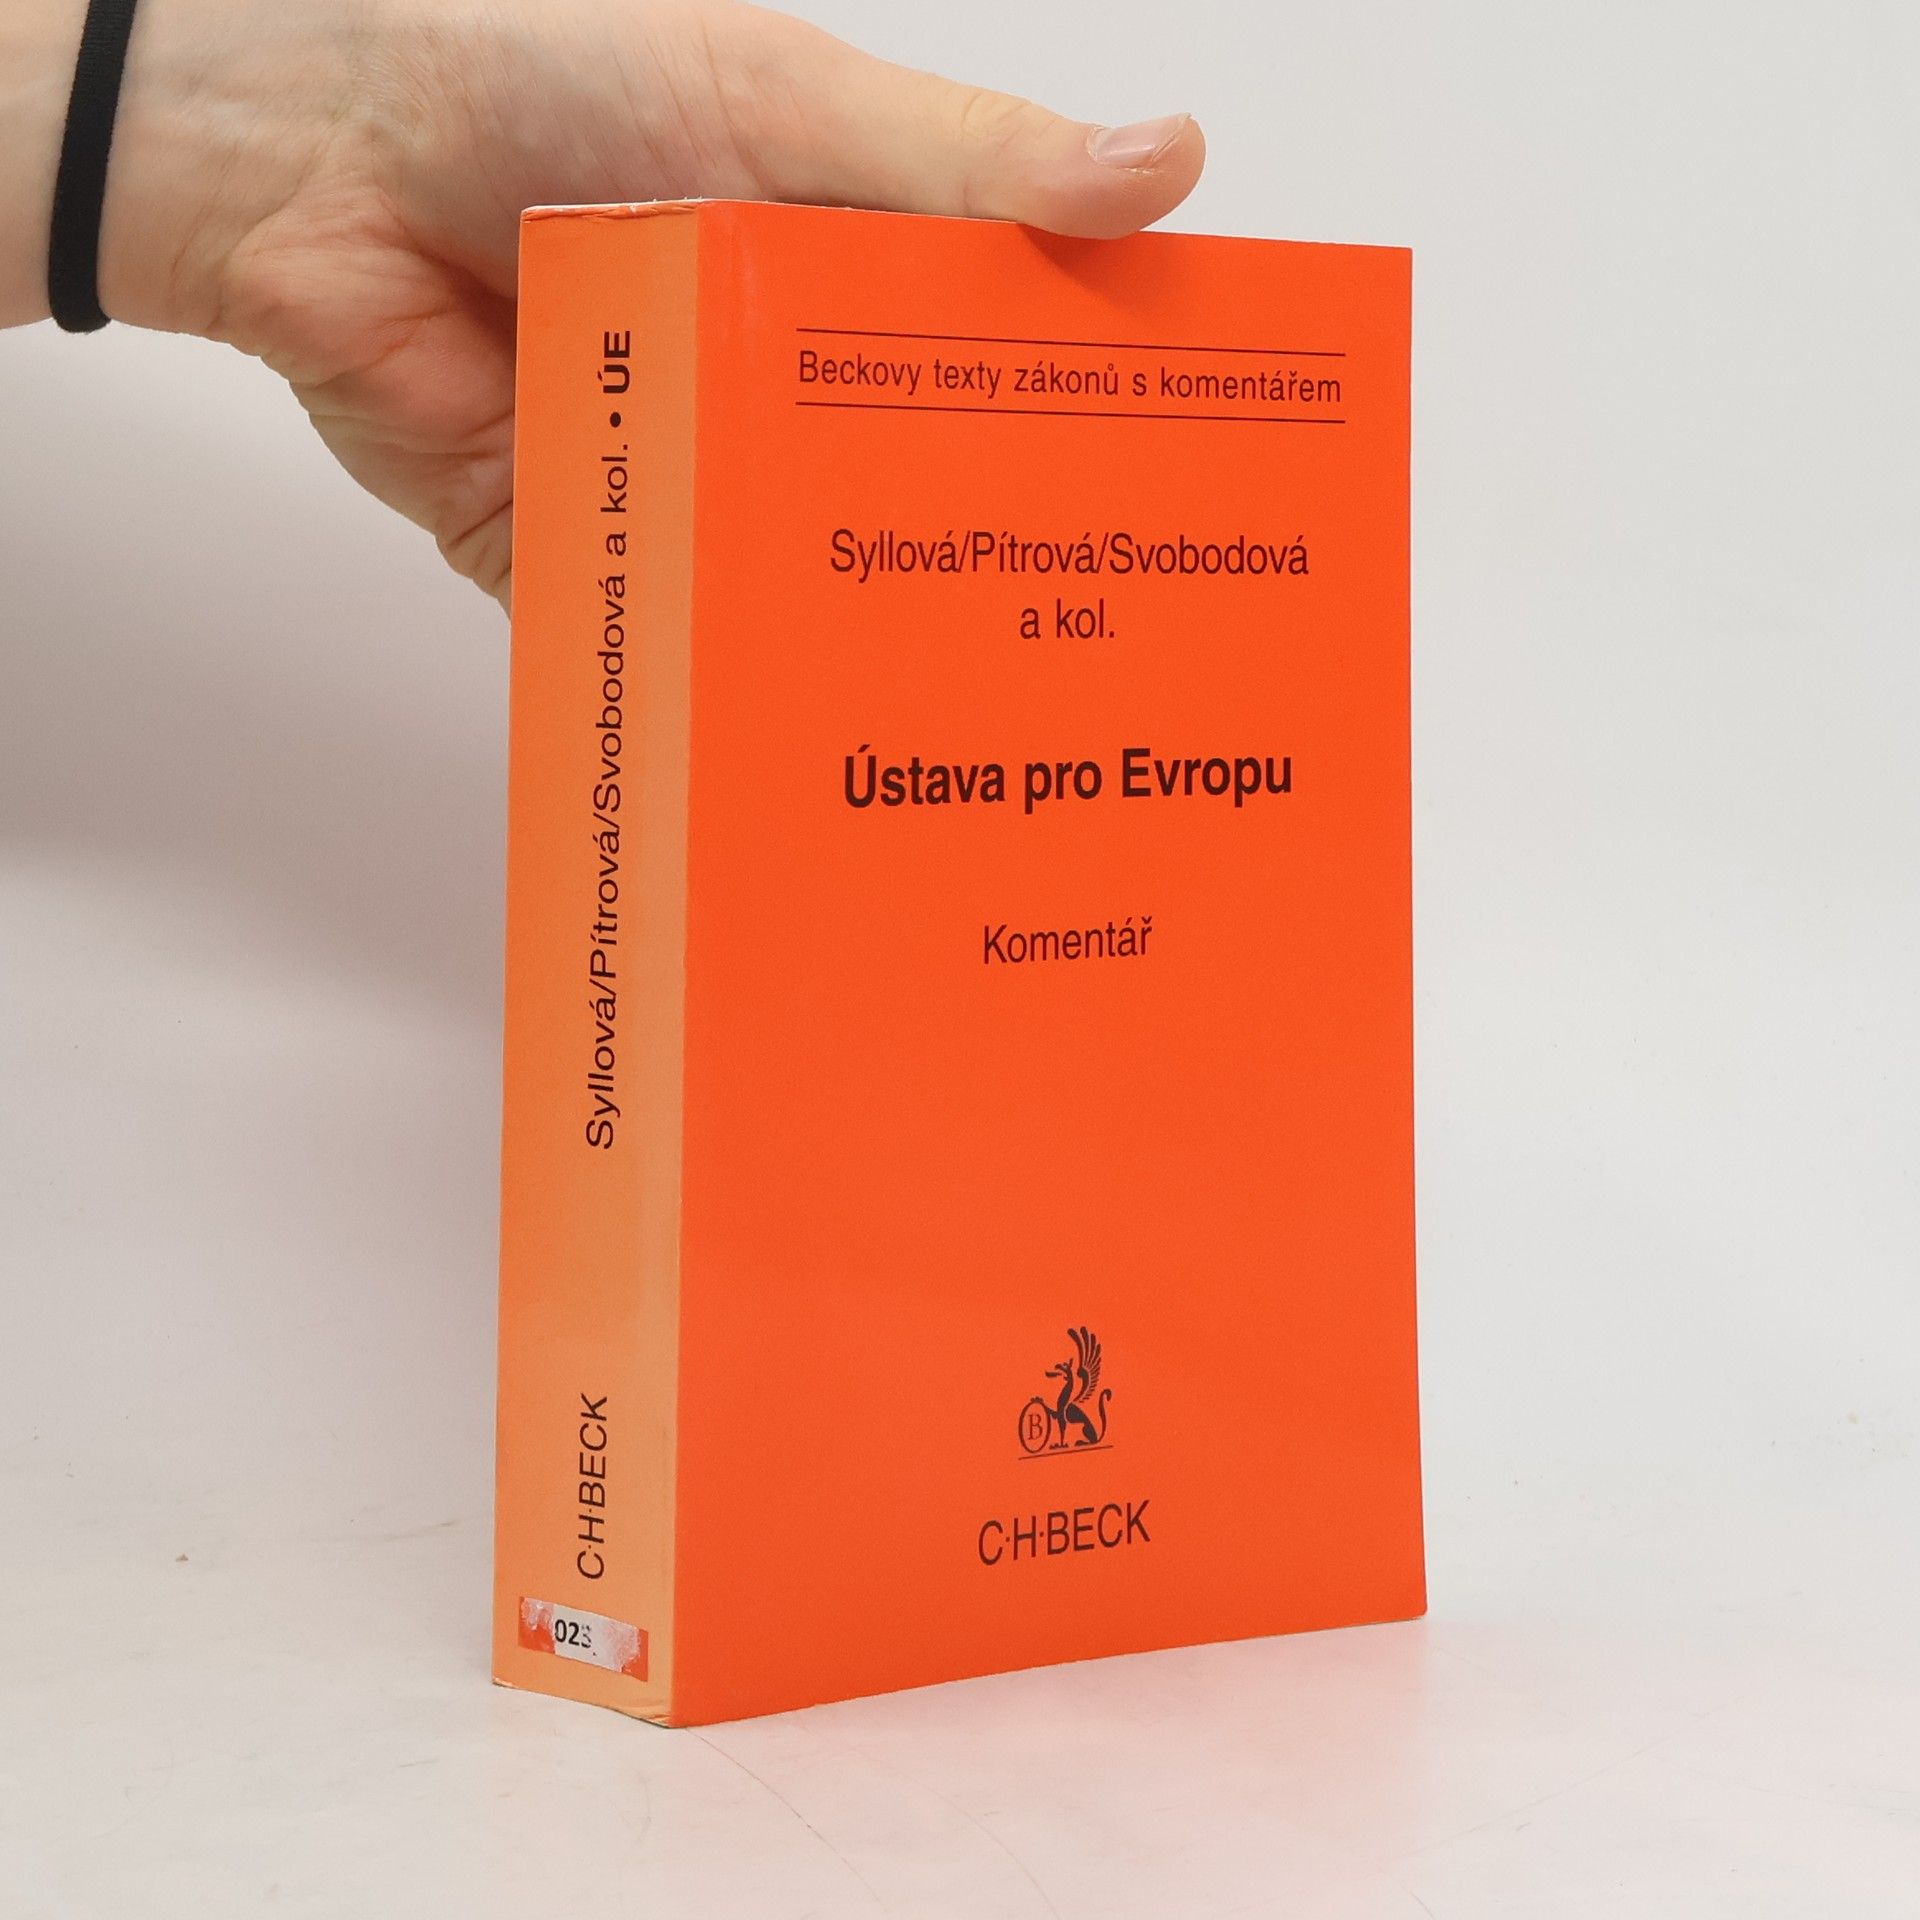 Syllová/Pítrová/Svobodová a kol. • ÚE
C·H·BECK
Beckovy texty zákonů s komentářem
Syllová/Pítrová/Svobodová
a kol.
Ústava pro Evropu
Komentář
B
C·H·BECK